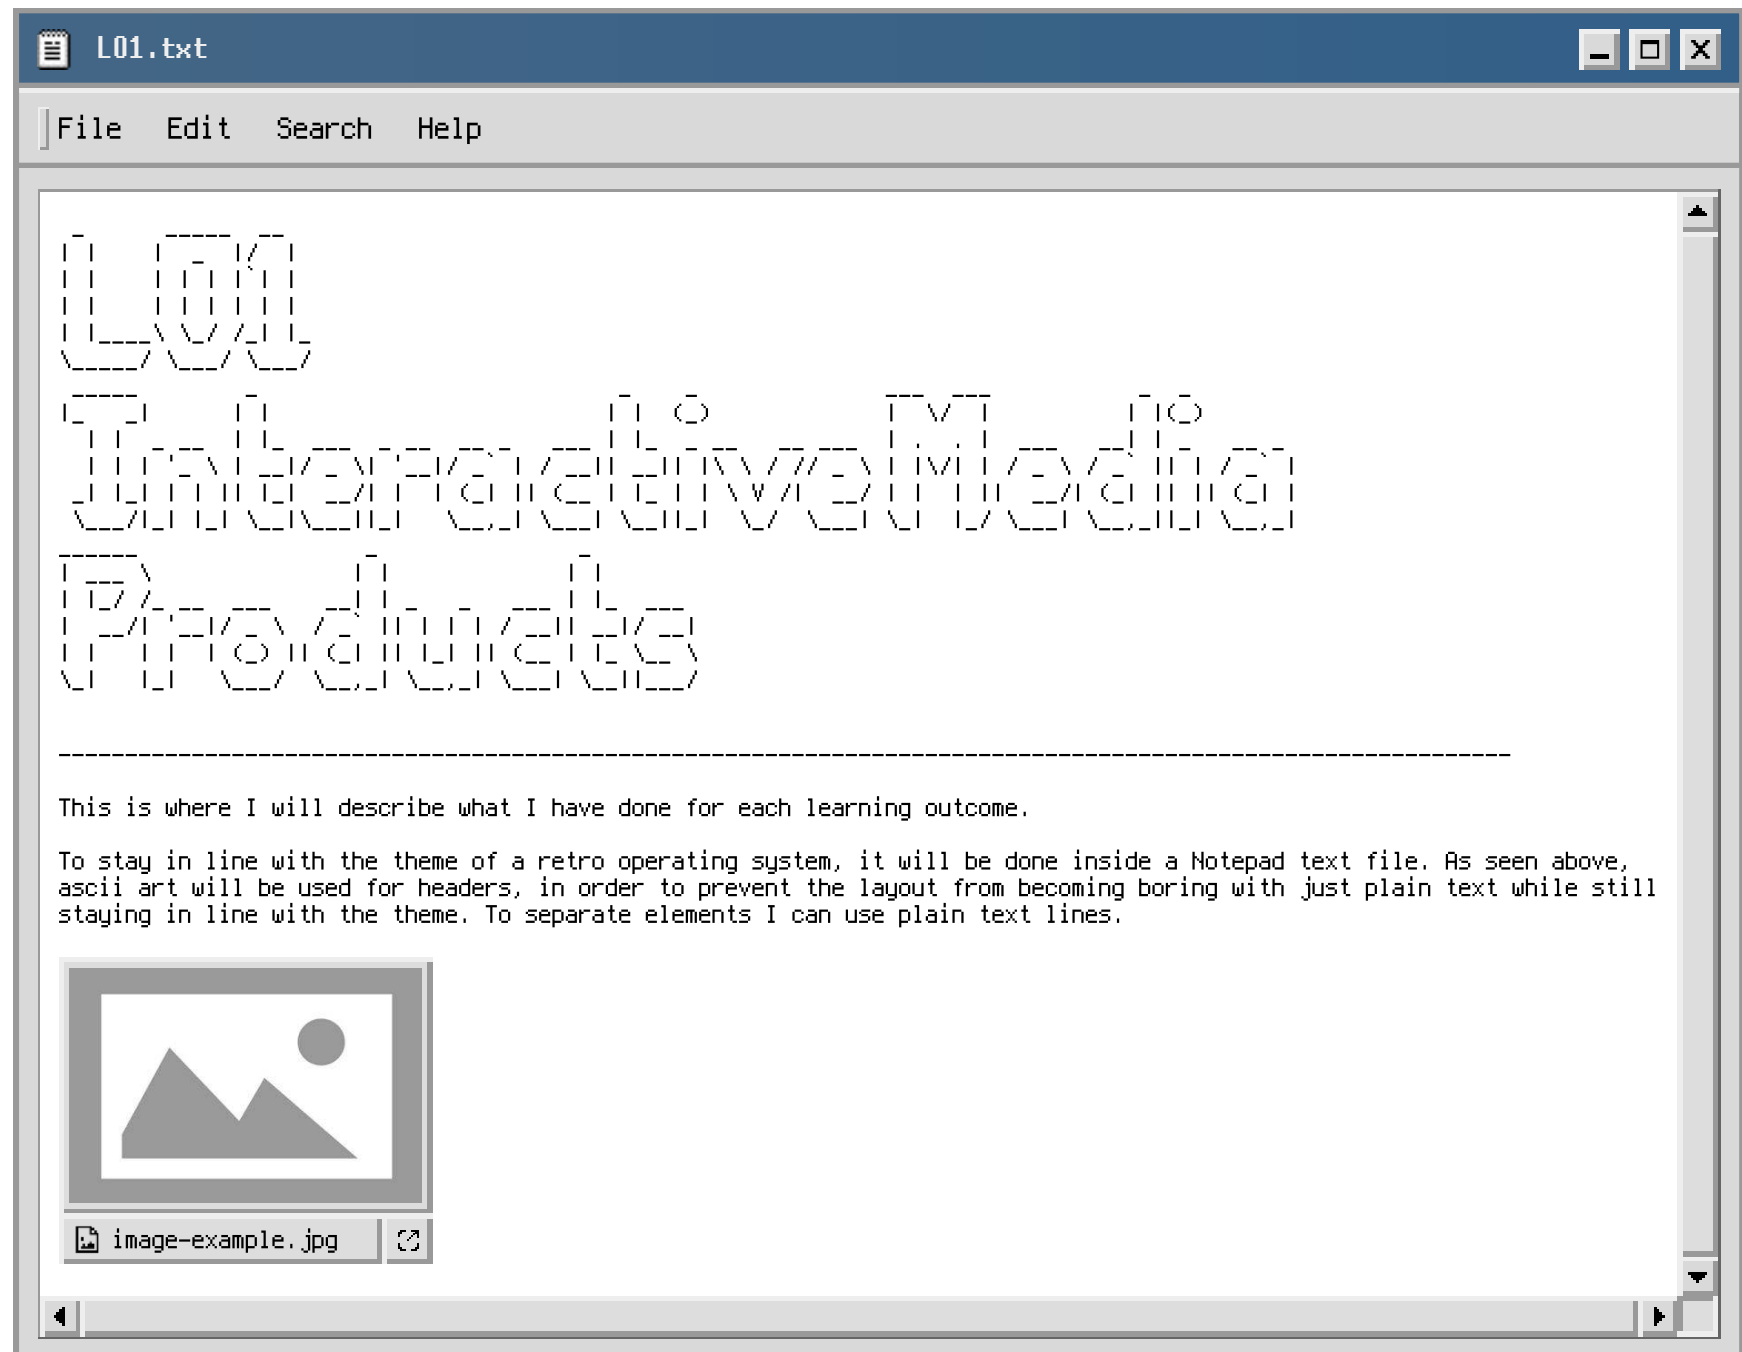 LO1.txt
File Edit Search Help
LO1
InteractiveMedia
Products
This is where I will describe what I have done for each learning outcome.
To stay in line with the theme of a retro operating system, it will be done inside a Notepad text file. As seen above,
ascii art will be used for headers, in order to prevent the layout from becoming boring with just plain text while still
staying in line with the theme. To separate elements I can use plain text lines.
image-example.jpg